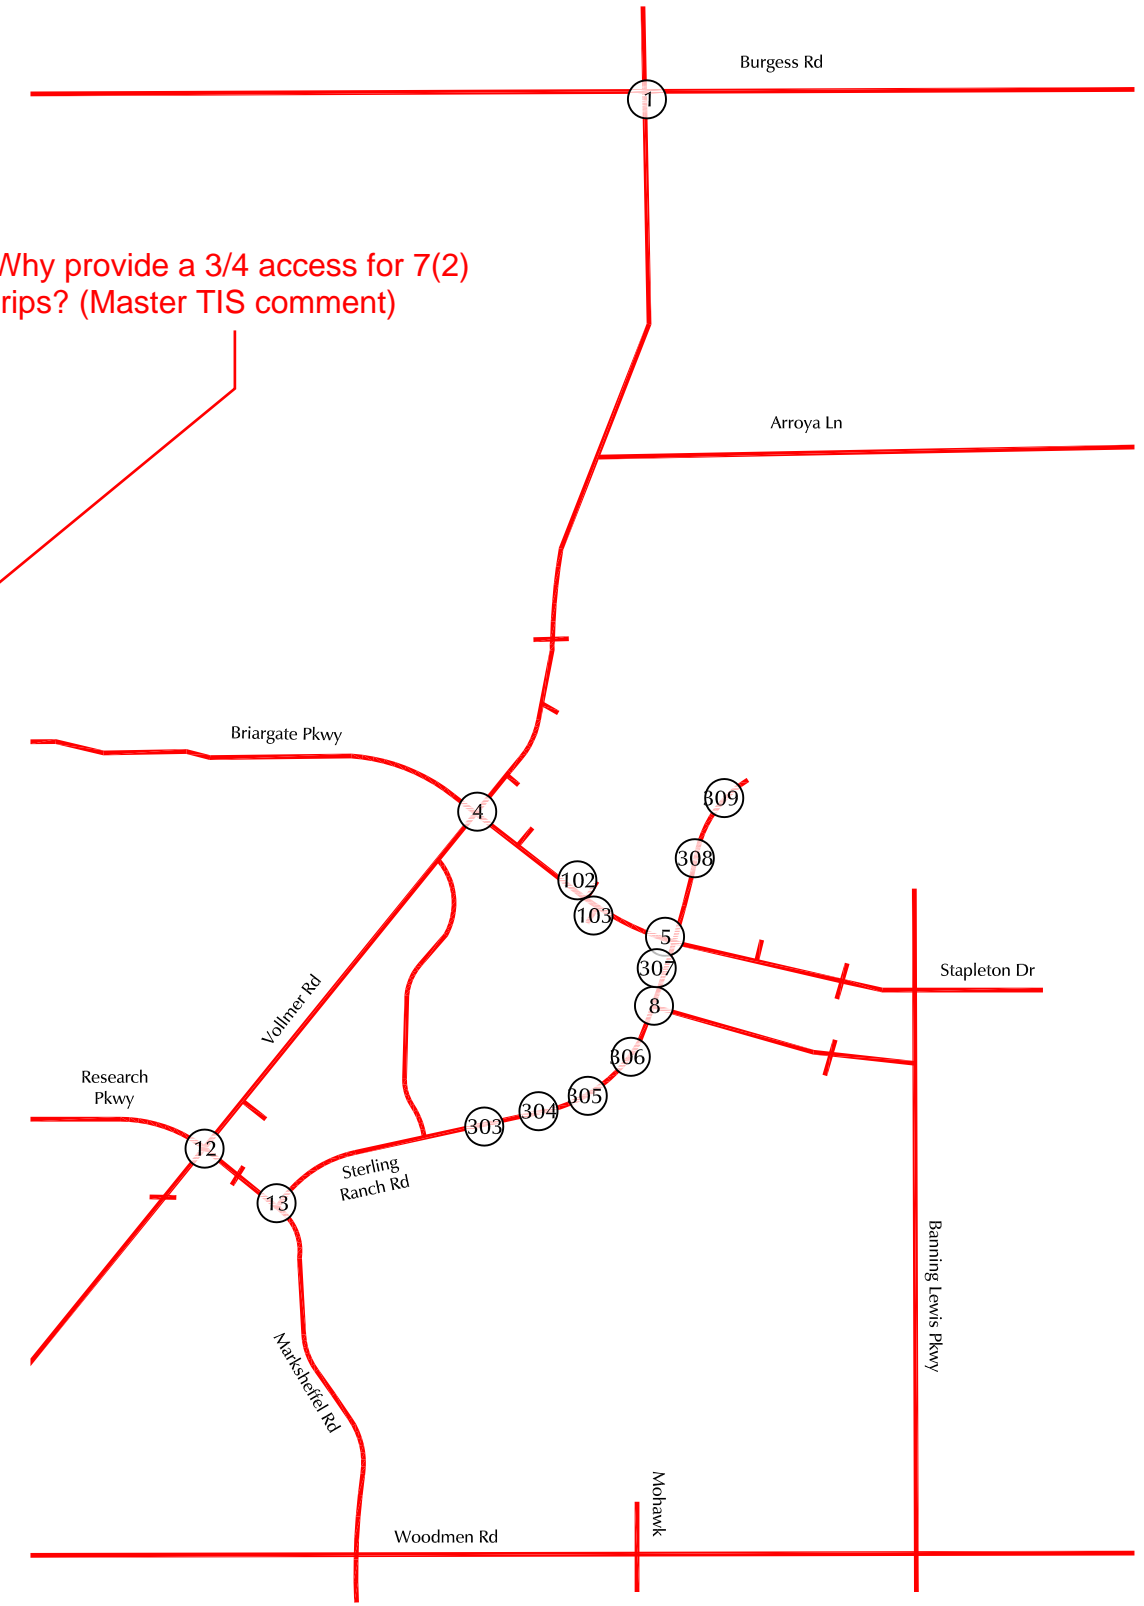 Burgess Rd
1
Why provide a 3/4 access for 7(2)
rips? (Master TIS comment)
Arroya Ln
Briargate Pkwy
4
309
308
102
103
5
307
8
Stapleton Dr
Vollmer Rd
306
305
304
303
Research
Pkwy
12
13
Sterling
Ranch Rd
Banning Lewis Pkwy
Marksheffel Rd
Mohawk
Woodmen Rd